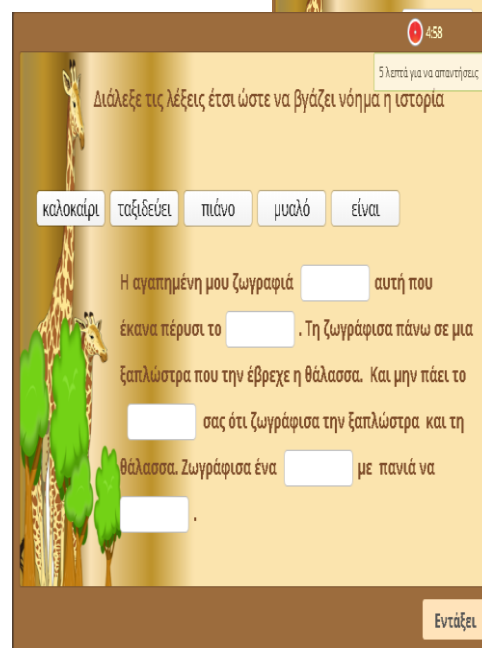 4:58
5 λεπτά για να απαντήσεις
Διάλεξε τις λέξεις έτσι ώστε να βγάζει νόημα η ιστορία
καλοκαίρι ταξιδεύει πιάνο μυαλό είναι
Η αγαπημένη μου ζωγραφιά αυτή που
έκανα πέρυσι το . Τη ζωγράφισα πάνω σε μια
ξαπλώστρα που την έβρεχε η θάλασσα. Και μην πάει το
σας ότι ζωγράφισα την ξαπλώστρα και τη
θάλασσα. Ζωγράφισα ένα με πανιά να
.
Εντάξει